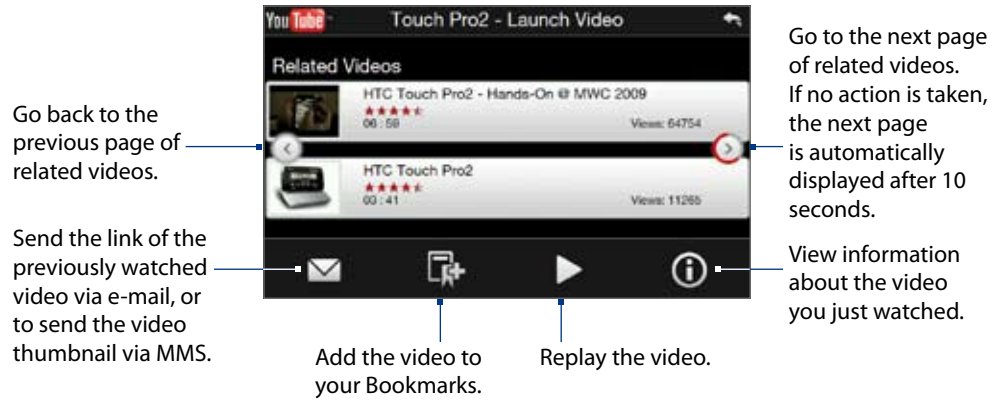 You Tube
Touch Pro2 - Launch Video
Related Videos
HTC Touch Pro2 - Hands-On @ MWC 2009
06 : 59
Views: 64754
HTC Touch Pro2
03 : 41
Views: 11265
Go back to the
previous page of
related videos.
Send the link of the
previously watched
video via e-mail, or
to send the video
thumbnail via MMS.
Add the video to
your Bookmarks.
Replay the video.
Go to the next page
of related videos.
If no action is taken,
the next page
is automatically
displayed after 10
seconds.
View information
about the video
you just watched.